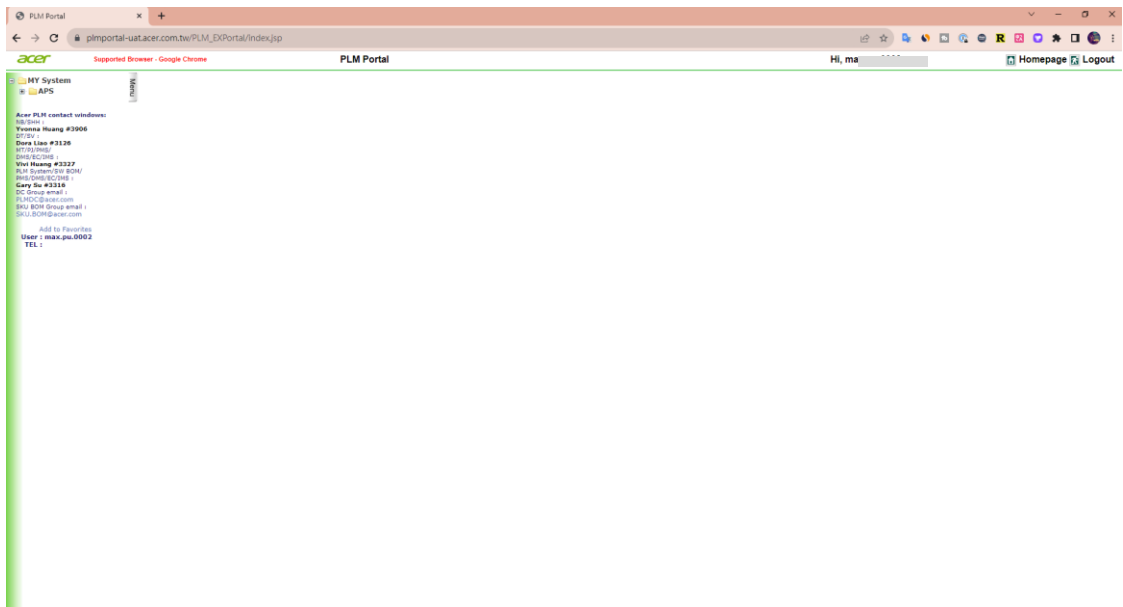 PLM Portal
plmportal-uat.acer.com.tw/PLM_EXPortal/index.jsp
acer
Supported Browser - Google Chrome
PLM Portal
Hi, ma
Homepage
Logout
MY System
APS
Menu
Acer PLM contact windows:
NB/SHH :
Yvonna Huang #3906
DT/SV :
Dora Liao #3126
MT/PJ/PMS/
DMS/EC/IMS :
Vivi Huang #3327
PLM System/SW BOM/
PMS/DMS/EC/IMS :
Gary Su #3316
DC Group email :
PLMDC@acer.com
SKU BOM Group email :
SKU.BOM@acer.com
Add to Favorites
User : max.pu.0002
TEL :